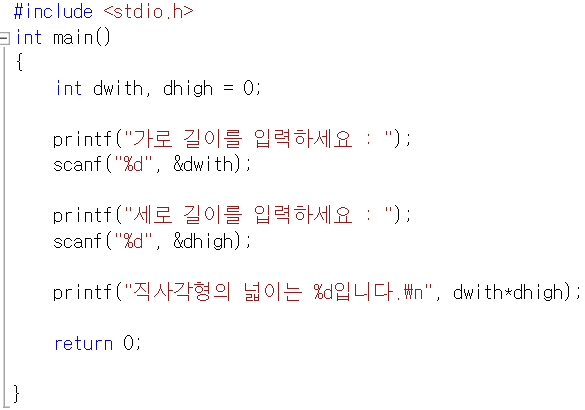 #include <stdio.h>
int main()
{
int dwith, dhigh = 0;
printf("가로 길이를 입력하세요 : ");
scanf("%d", &dwith);
printf("세로 길이를 입력하세요 : ");
scanf("%d", &dhigh);
printf("직사각형의 넓이는 %d입니다.₩n", dwith*dhigh);
return 0;
}